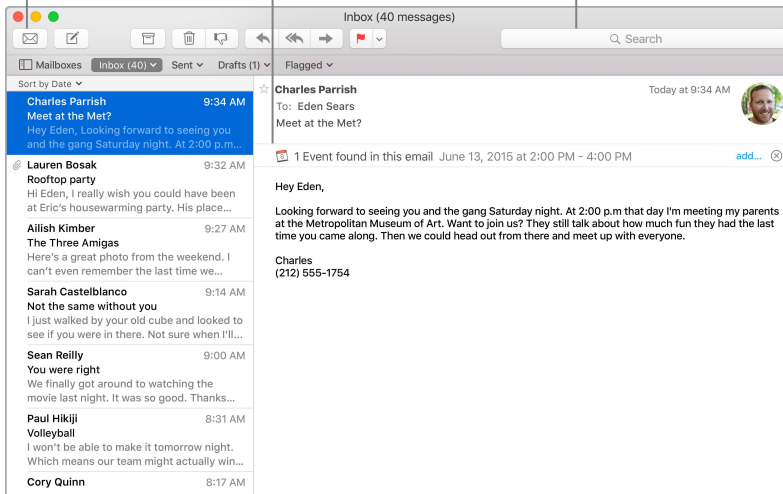 Inbox (40 messages)
Search
Mailboxes Inbox (40) Sent Drafts (1) Flagged
Sort by Date
Charles Parrish 9:34 AM
Meet at the Met?
Hey Eden, Looking forward to seeing you
and the gang Saturday night. At 2:00 p.m...
Lauren Bosak 9:32 AM
Rooftop party
Hi Eden, I really wish you could have been
at Eric's housewarming party. His place...
Ailish Kimber 9:27 AM
The Three Amigas
Here's a great photo from the weekend. I
can't even remember the last time we...
Sarah Castelblanco 9:14 AM
Not the same without you
I just walked by your old cube and looked to
see if you were in there. Not sure when I'll...
Sean Reilly 9:00 AM
You were right
We finally got around to watching the
movie last night. It was so good. Thanks...
Paul Hikiji 8:31 AM
Volleyball
I won't be able to make it tomorrow night.
Which means our team might actually win...
Cory Quinn 8:17 AM
Charles Parrish Today at 9:34 AM
To: Eden Sears
Meet at the Met?
1 Event found in this email June 13, 2015 at 2:00 PM - 4:00 PM add...
Hey Eden,
Looking forward to seeing you and the gang Saturday night. At 2:00 p.m that day I'm meeting my parents
at the Metropolitan Museum of Art. Want to join us? They still talk about how much fun they had the last
time you came along. Then we could head out from there and meet up with everyone.
Charles
(212) 555-1754